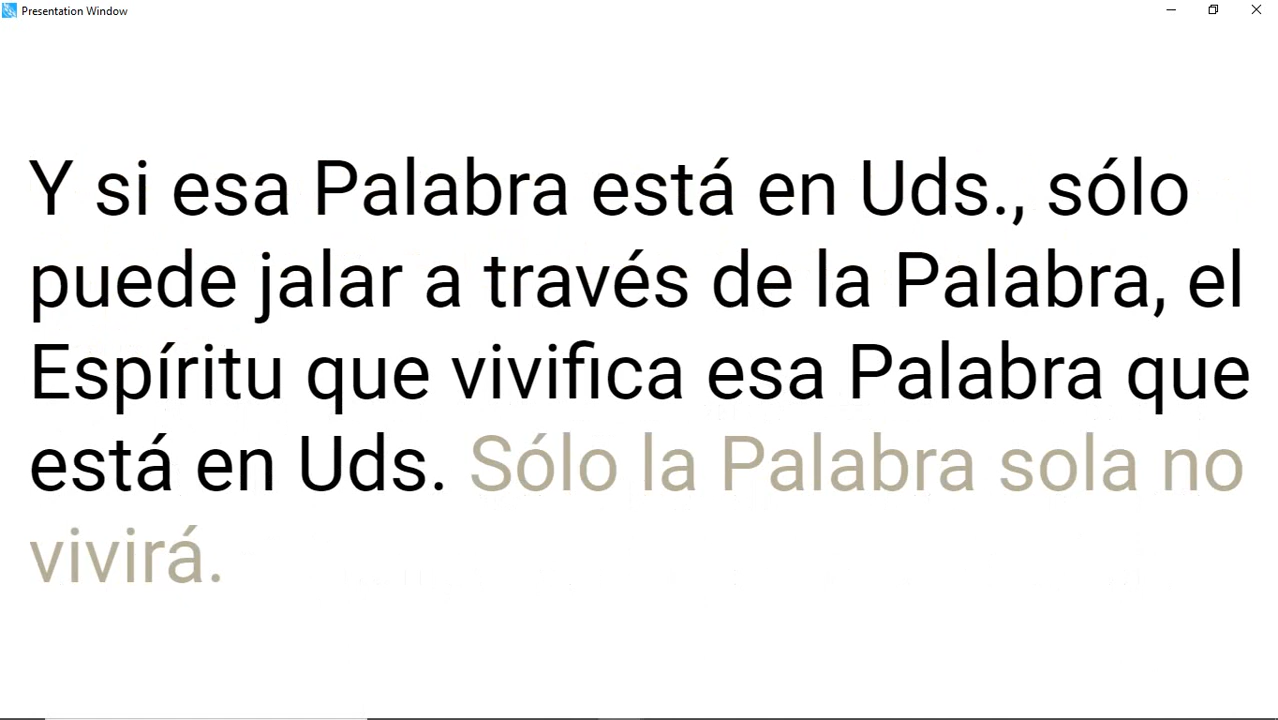 Presentation Window
Y si esa Palabra está en Uds., sólo
puede jalar a través de la Palabra, el
Espíritu que vivifica esa Palabra que
está en Uds. Sólo la Palabra sola no
vivirá.